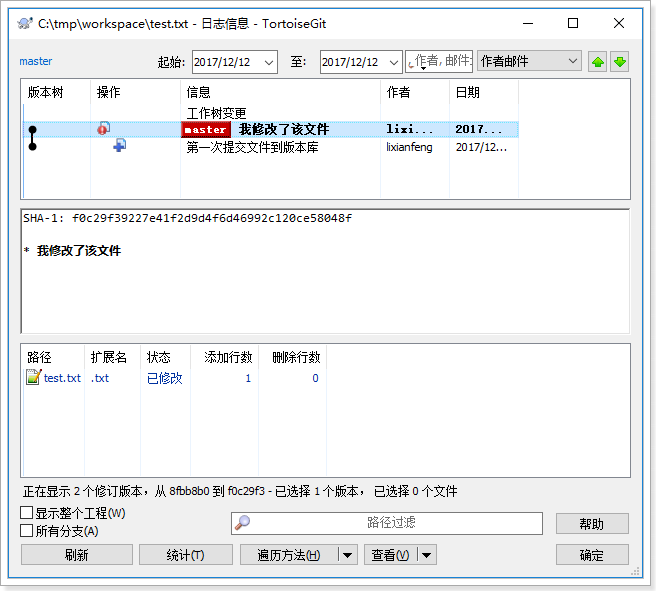 C:\tmp\workspace\test.txt - 日志信息 - TortoiseGit
master 起始: 2017/12/12 至: 2017/12/12 作者, 邮件: 作者邮件
版本树 操作 信息 作者 日期
工作树变更
master 我修改了该文件 lixi... 2017...
第一次提交文件到版本库 lixianfeng 2017/12...
SHA-1: f0c29f39227e41f2d9d4f6d46992c120ce58048f
* 我修改了该文件
路径 扩展名 状态 添加行数 删除行数
test.txt .txt 已修改 1 0
正在显示 2 个修订版本，从 8fbb8b0 到 f0c29f3 - 已选择 1 个版本， 已选择 0 个文件
显示整个工程(W)
路径过滤 帮助
所有分支(A)
刷新 统计(T) 遍历方法(H) 查看(V) 确定